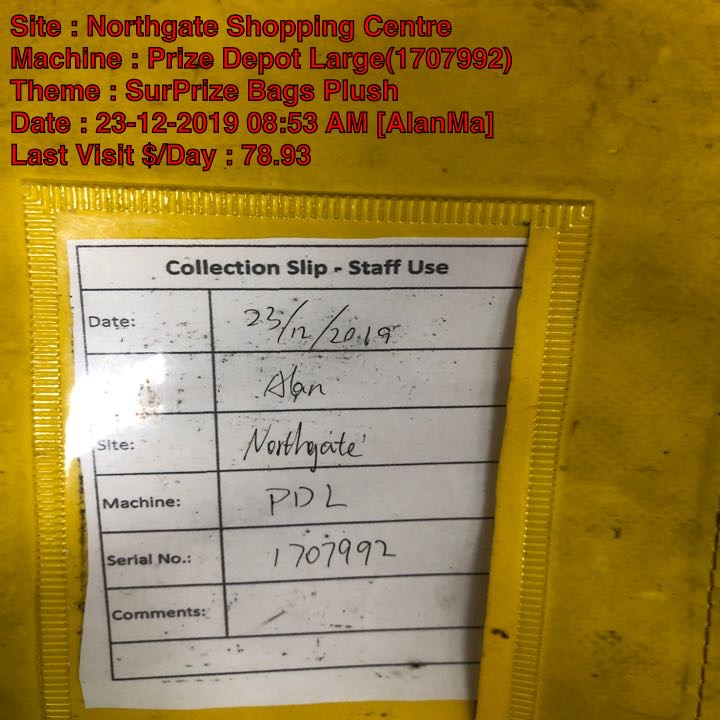 Site : Northgate Shopping Centre
Machine : Prize Depot Large(1707992)
Theme : SurPrize Bags Plush
Date : 23-12-2019 08:53 AM [AlanMa]
Last Visit $/Day : 78.93
Collection Slip - Staff Use
Date: 23/12/2019
Alan
Site: Northgate
Machine: PDL
Serial No.: 1707992
Comments: /